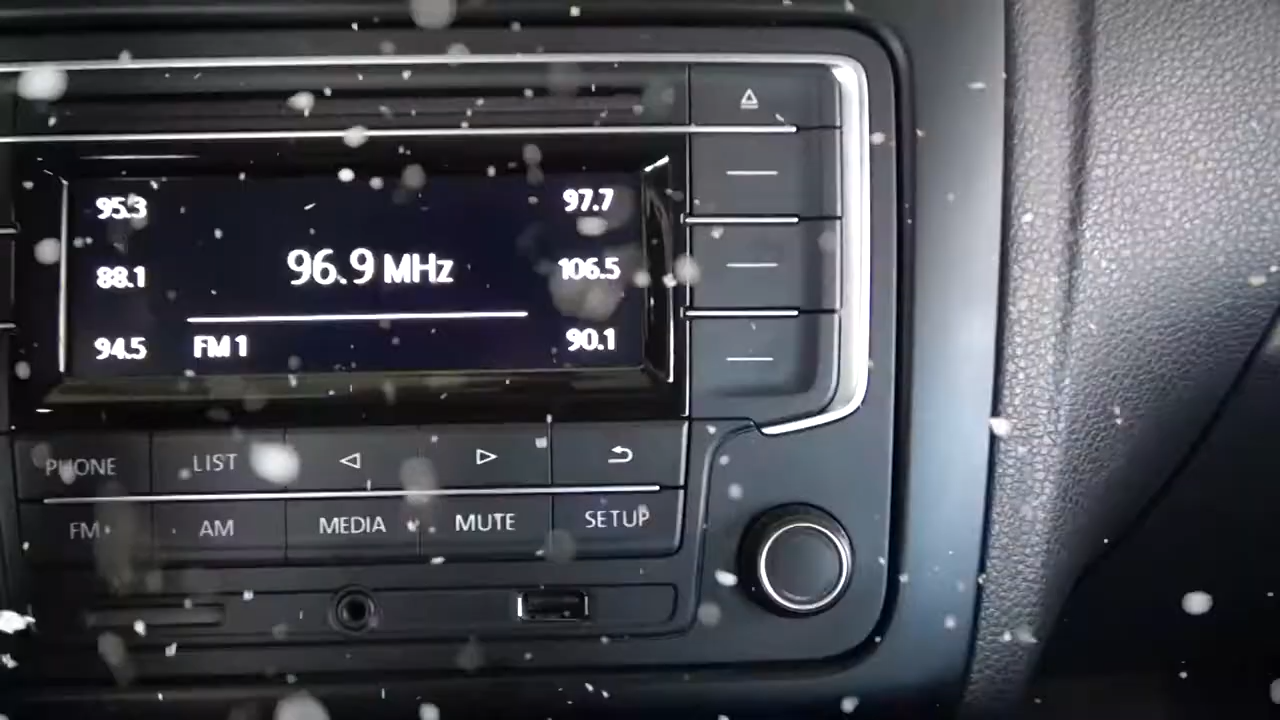 95.3 97.7
96.9 MHz
88.1 106.5
94.5 FM 1 90.1
PHONE LIST MUTE SETUP
FM AM MEDIA